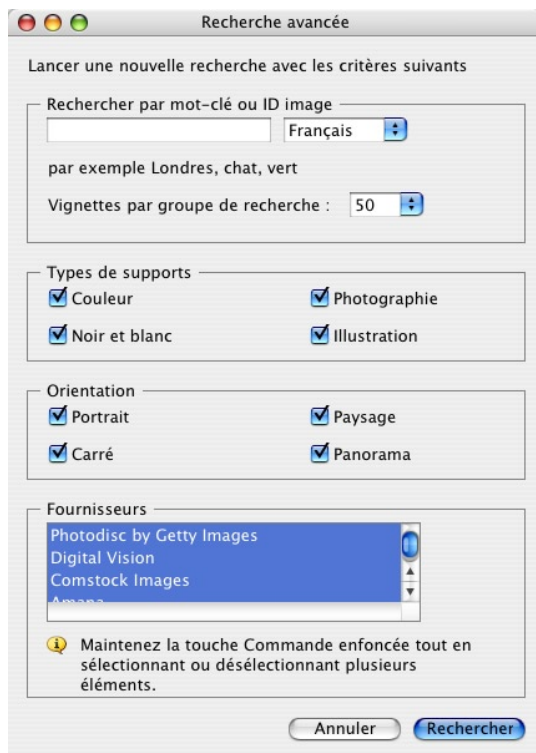 Recherche avancée
Lancer une nouvelle recherche avec les critères suivants
Rechercher par mot-clé ou ID image
Français
par exemple Londres, chat, vert
Vignettes par groupe de recherche : 50
Types de supports
Couleur Photographie
Noir et blanc Illustration
Orientation
Portrait Paysage
Carré Panorama
Fournisseurs
Photodisc by Getty Images
Digital Vision
Comstock Images
Amana
Maintenez la touche Commande enfoncée tout en
sélectionnant ou désélectionnant plusieurs
éléments.
Annuler Rechercher